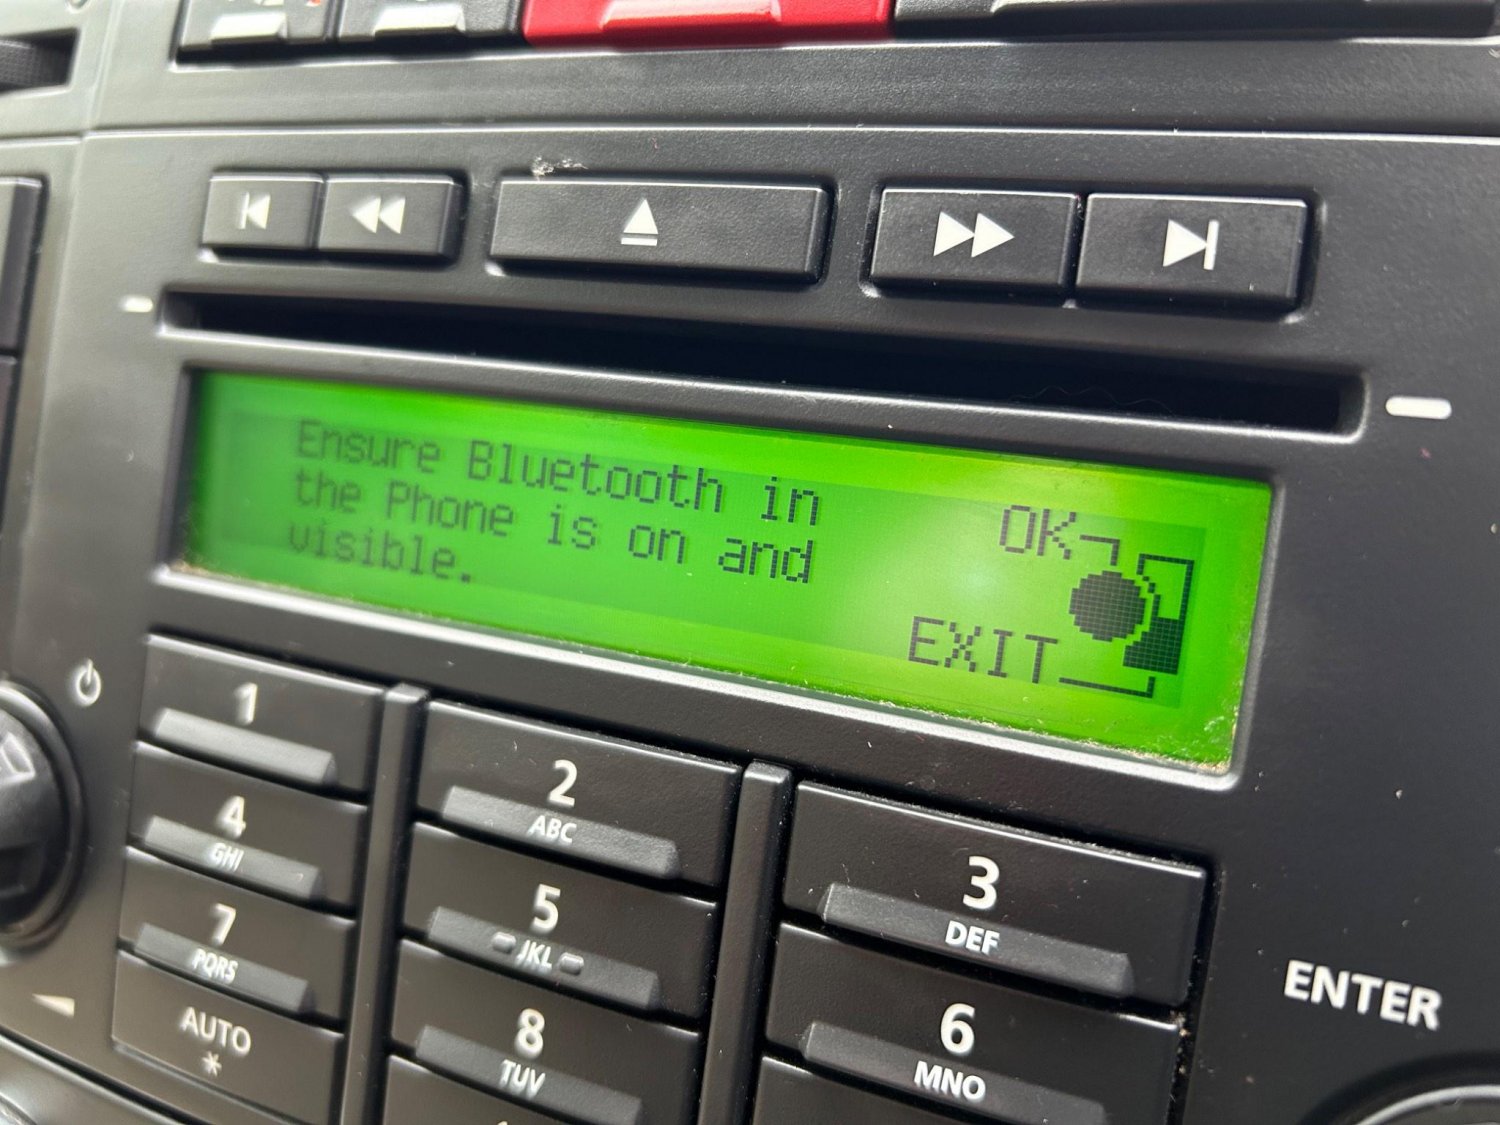 Ensure Bluetooth in
the Phone is on and
visible.
OK
EXIT
1
2
ABC
3
DEF
4
GHI
5
JKL
6
MNO
7
PQRS
8
TUV
AUTO
*
ENTER